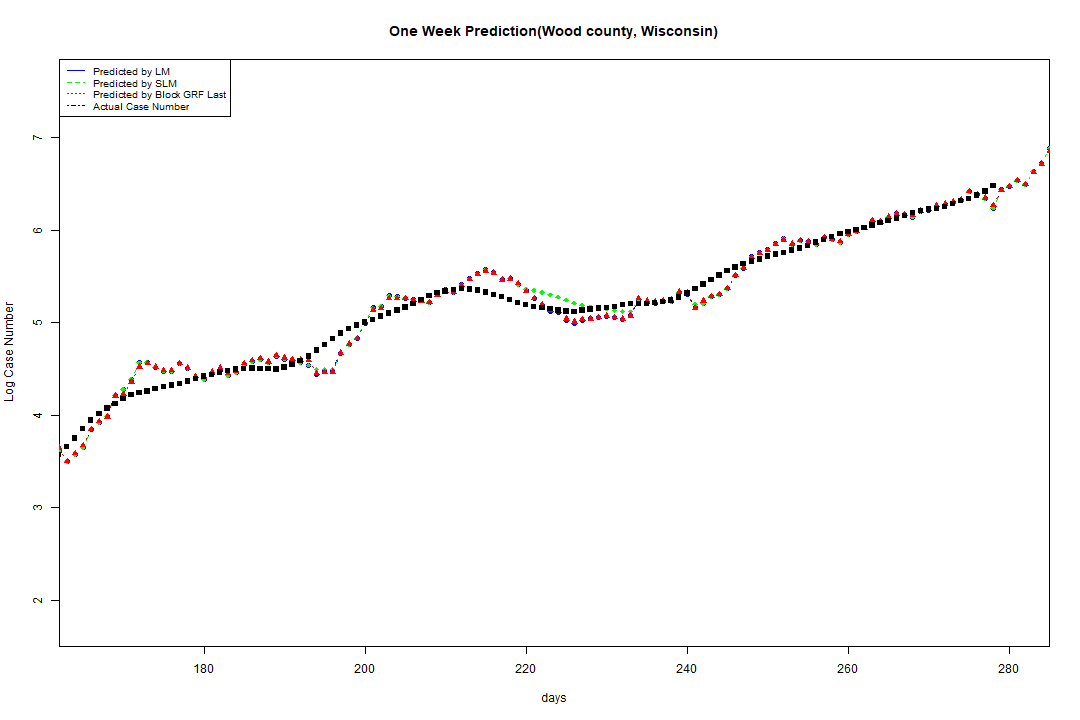 One Week Prediction(Wood county, Wisconsin)
Predicted by LM
Predicted by SLM
Predicted by Block GRF Last
Actual Case Number
7
6
5
4
3
2
Log Case Number
180 200 220 240 260 280
days